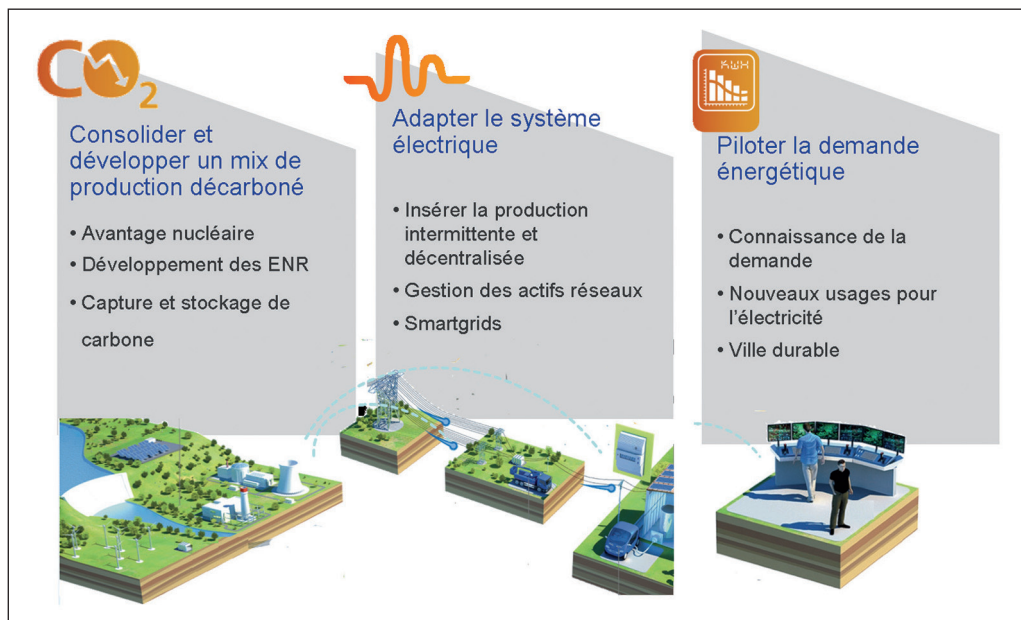 CO2
Consolider et
développer un mix de
production décarboné
• Avantage nucléaire
• Développement des ENR
• Capture et stockage de
carbone
Adapter le système
électrique
• Insérer la production
intermittente et
décentralisée
• Gestion des actifs réseaux
• Smartgrids
KWH
Piloter la demande
énergétique
• Connaissance de la
demande
• Nouveaux usages pour
l'électricité
• Ville durable